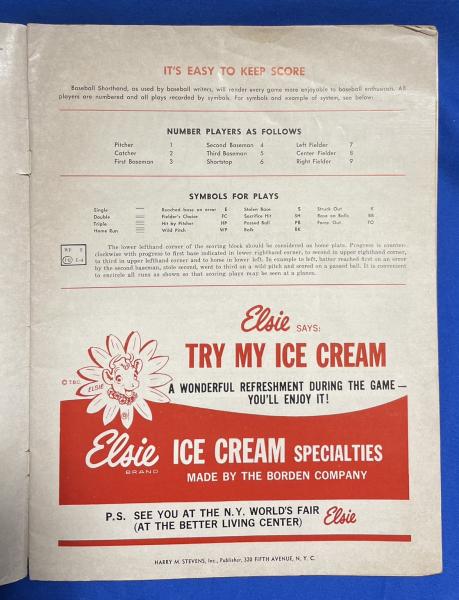 IT'S EASY TO KEEP SCORE
Baseball Shorthand, as used by baseball writers, will render every game more enjoyable to baseball enthusiasts. All
players are numbered and all plays recorded by symbols. For symbols and example of system, see below:
NUMBER PLAYERS AS FOLLOWS
Pitcher 1 Second Baseman 4 Left Fielder 7
Catcher 2 Third Baseman 5 Center Fielder 8
First Baseman 3 Shortstop 6 Right Fielder 9
SYMBOLS FOR PLAYS
Single Reached base on error E Stolen Base S Struck Out K
Double Fielder's Choice FC Sacrifice Hit SH Base on Balls BB
Triple Hit by Pitcher HP Passed Ball PB Force Out FO
Home Run Wild Pitch WP Balk BK
WP S
E-4
The lower lefthand corner of the scoring block should be considered as home plate. Progress is counter-
clockwise with progress to first base indicated in lower righthand corner, to second in upper righthand corner,
to third in upper lefthand corner and to home in lower left. In example to left, batter reached first on an error
by the second baseman, stole second, went to third on a wild pitch and scored on a passed ball. It is convenient
to encircle all runs as shown so that scoring plays may be seen at a glance.
Elsie SAYS:
TRY MY ICE CREAM
© T.B.C.
ELSIE
A WONDERFUL REFRESHMENT DURING THE GAME —
YOU'LL ENJOY IT!
Elsie ICE CREAM SPECIALTIES
BRAND
MADE BY THE BORDEN COMPANY
P.S. SEE YOU AT THE N.Y. WORLD'S FAIR
(AT THE BETTER LIVING CENTER) Elsie
HARRY M. STEVENS, Inc., Publisher, 320 FIFTH AVENUE, N. Y. C.